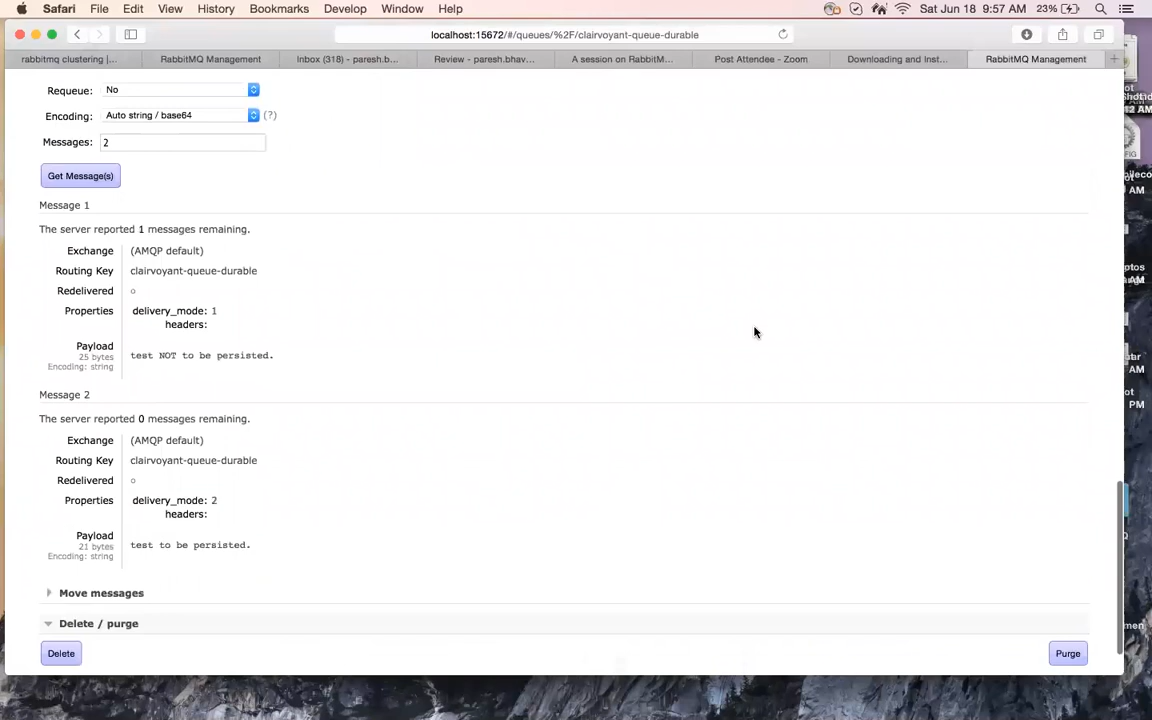 Safari File Edit View History Bookmarks Develop Window Help Sat Jun 18 9:57 AM 23%
localhost:15672/#/queues/%2F/clairvoyant-queue-durable
rabbitmq clustering |... RabbitMQ Management Inbox (318) - paresh.b... Review - paresh.bhav... A session on RabbitM... Post Attendee - Zoom Downloading and Inst... RabbitMQ Management +
Requeue: No
Encoding: Auto string / base64 (?)
Messages: 2
Get Message(s)
Message 1
The server reported 1 messages remaining.
Exchange (AMQP default)
Routing Key clairvoyant-queue-durable
Redelivered ○
Properties delivery_mode: 1
headers:
Payload
25 bytes
Encoding: string
test NOT to be persisted.
Message 2
The server reported 0 messages remaining.
Exchange (AMQP default)
Routing Key clairvoyant-queue-durable
Redelivered ○
Properties delivery_mode: 2
headers:
Payload
21 bytes
Encoding: string
test to be persisted.
Move messages
Delete / purge
Delete Purge